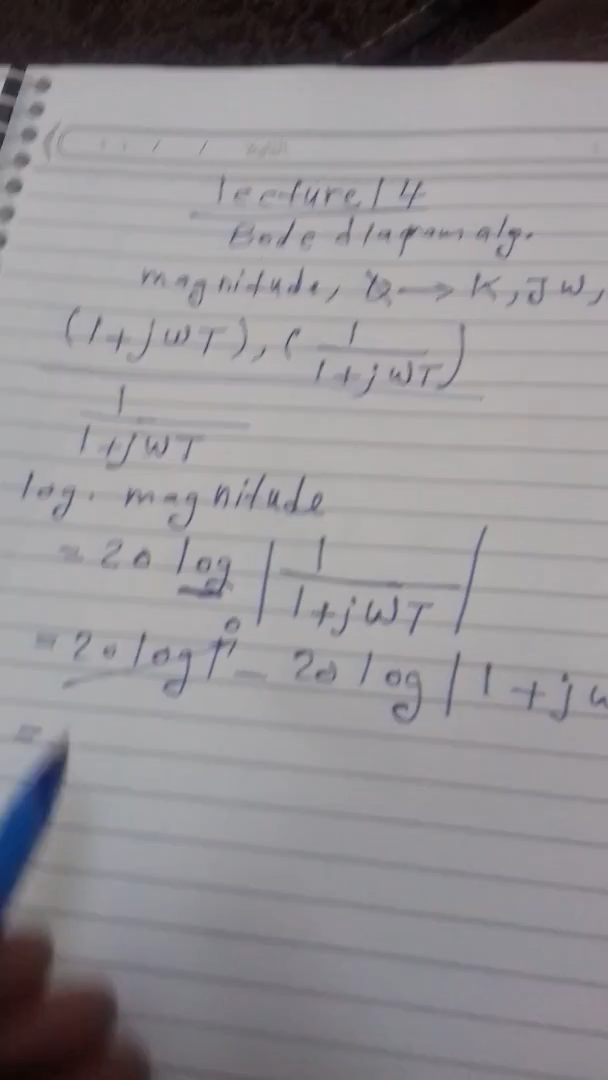 lecture 14
Bode diagram alg.
magnitude, → K, jw,
(1+jωT), (1/1+jωT)
1/1+jωT
log. magnitude
= 20 log |1/1+jωT|
= 20 log 1 - 20 log |1+jω
=